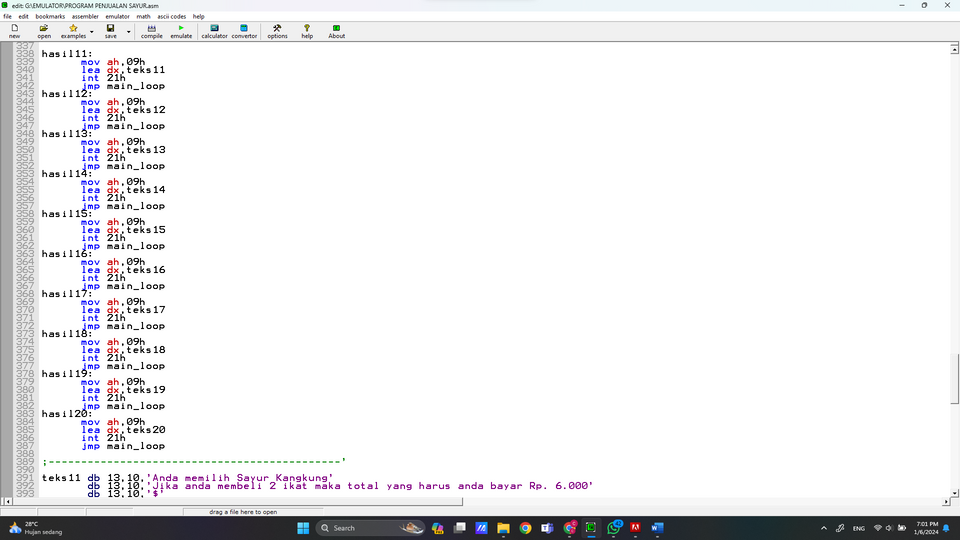 edit: G:\EMULATOR\PROGRAM PENJUALAN SAYUR.asm
file edit bookmarks assembler emulator math ascii codes help
new open examples save compile emulate calculator convertor options help About
337
338 hasil11:
339 mov ah,09h
340 lea dx,teks11
341 int 21h
342 jmp main_loop
343 hasil12:
344 mov ah,09h
345 lea dx,teks12
346 int 21h
347 jmp main_loop
348 hasil13:
349 mov ah,09h
350 lea dx,teks13
351 int 21h
352 jmp main_loop
353 hasil14:
354 mov ah,09h
355 lea dx,teks14
356 int 21h
357 jmp main_loop
358 hasil15:
359 mov ah,09h
360 lea dx,teks15
361 int 21h
362 jmp main_loop
363 hasil16:
364 mov ah,09h
365 lea dx,teks16
366 int 21h
367 jmp main_loop
368 hasil17:
369 mov ah,09h
370 lea dx,teks17
371 int 21h
372 jmp main_loop
373 hasil18:
374 mov ah,09h
375 lea dx,teks18
376 int 21h
377 jmp main_loop
378 hasil19:
379 mov ah,09h
380 lea dx,teks19
381 int 21h
382 jmp main_loop
383 hasil20:
384 mov ah,09h
385 lea dx,teks20
386 int 21h
387 jmp main_loop
388
389 ;---------------------------------------------'
390
391 teks11 db 13,10,'Anda memilih Sayur Kangkung'
392 db 13,10,'Jika anda membeli 2 ikat maka total yang harus anda bayar Rp. 6.000'
393 db 13,10,'$'
drag a file here to open
28°C
Hujan sedang
Search
ENG
7:01 PM
1/6/2024